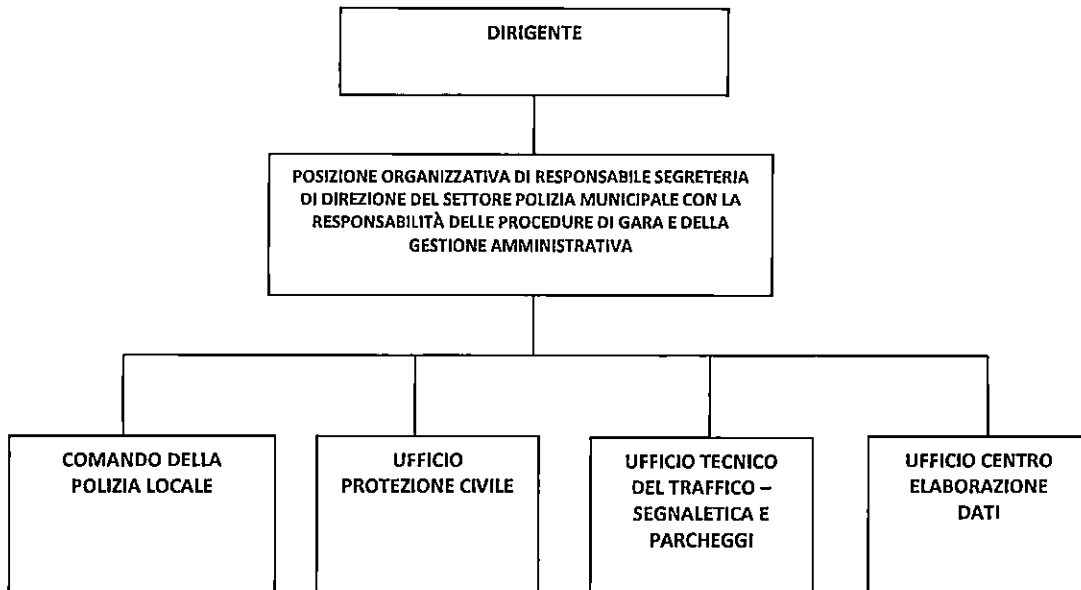 DIRIGENTE
POSIZIONE ORGANIZZATIVA DI RESPONSABILE SEGRETERIA
DI DIREZIONE DEL SETTORE POLIZIA MUNICIPALE CON LA
RESPONSABILITÀ DELLE PROCEDURE DI GARA E DELLA
GESTIONE AMMINISTRATIVA
COMANDO DELLA
POLIZIA LOCALE
UFFICIO
PROTEZIONE CIVILE
UFFICIO TECNICO
DEL TRAFFICO –
SEGNALETICA E
PARCHEGGI
UFFICIO CENTRO
ELABORAZIONE
DATI